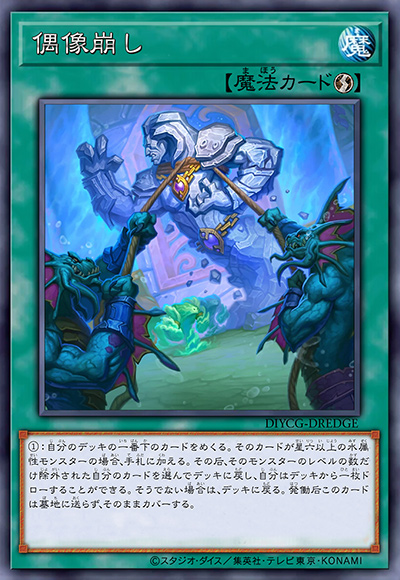 偶像崩し
魔
【魔法カード】
DIYCG-DREDGE
①：自分のデッキの一番下のカードをめくる。そのカードが星六以上の水属
性モンスターの場合、手札に加える。その后、そのモンスターのレベルの数だ
け除外された自分のカードを選んでデッキに戻し、自分はデッキから一枚ド
ローすることができる。そうでない場合は、デッキに戻る。発動后このカード
は墓地に送らず、そのままカバーする。
©スタジオ・ダイス／集英社・テレビ東京・KONAMI